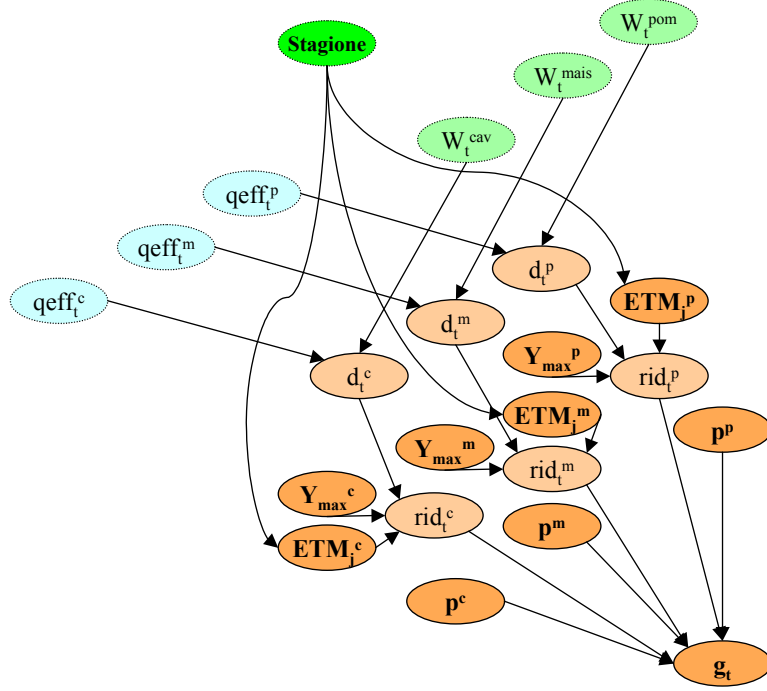 W_t^pom
Stagione
W_t^mais
W_t^cav
qeff_t^p
qeff_t^m
d_t^p
qeff_t^c
ETM_j^p
d_t^m
Y_max^p
rid_t^p
d_t^c
ETM_j^m
p^p
Y_max^m
rid_t^m
Y_max^c
rid_t^c
p^m
ETM_j^c
p^c
g_t